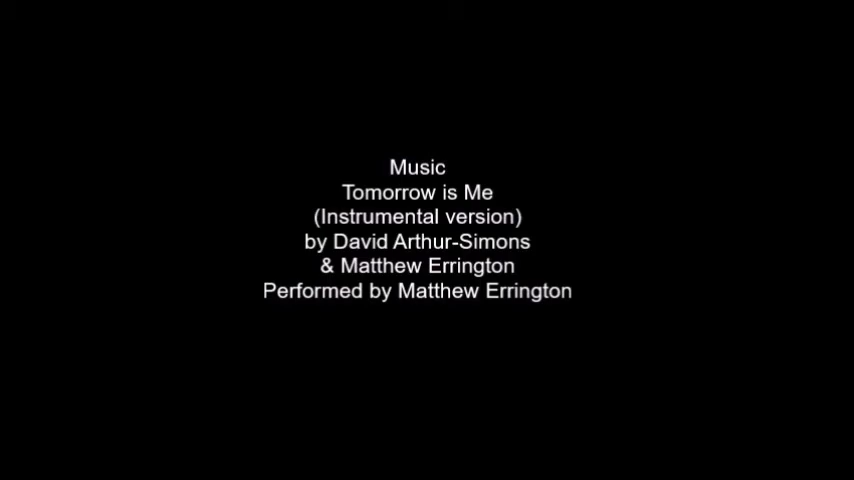 Music
Tomorrow is Me
(Instrumental version)
by David Arthur-Simons
& Matthew Errington
Performed by Matthew Errington